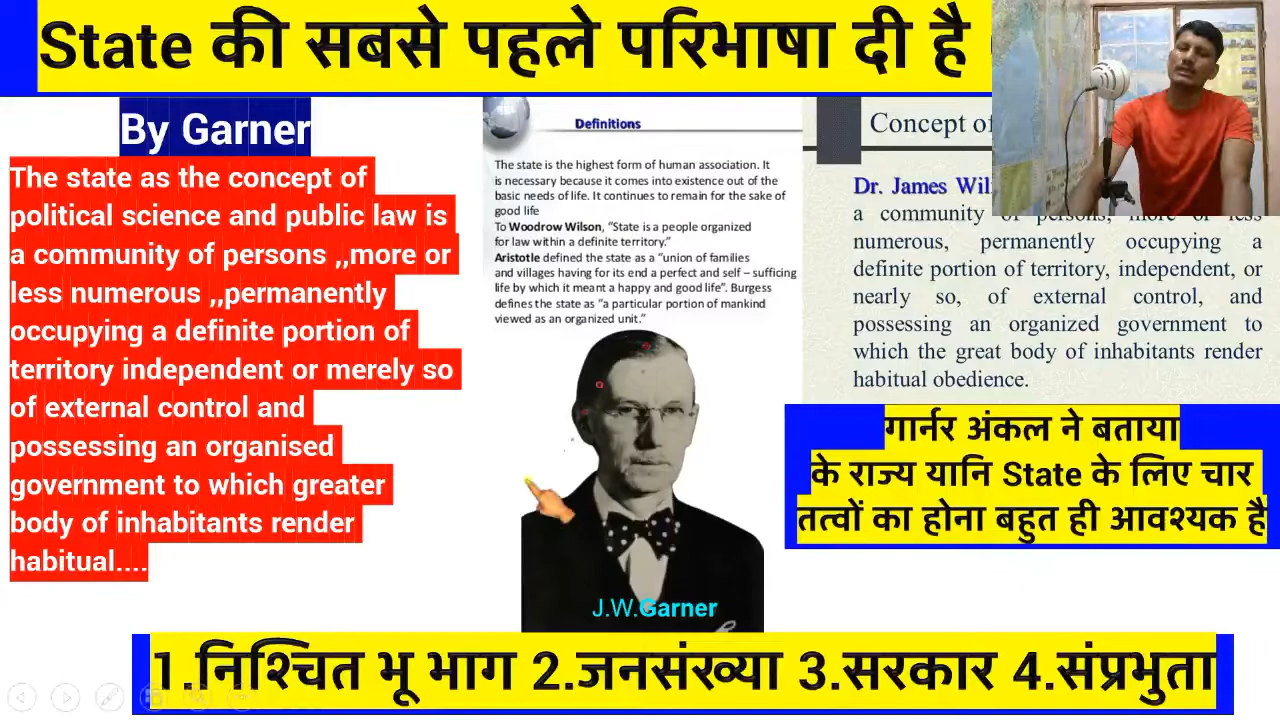 State की सबसे पहले परिभाषा दी है
By Garner
The state as the concept of
political science and public law is
a community of persons ,,more or
less numerous ,,permanently
occupying a definite portion of
territory independent or merely so
of external control and
possessing an organised
government to which greater
body of inhabitants render
habitual....
Definitions
The state is the highest form of human association. It
is necessary because it comes into existence out of the
basic needs of life. It continues to remain for the sake of
good life
To Woodrow Wilson, “State is a people organized
for law within a definite territory.”
Aristotle defined the state as a “union of families
and villages having for its end a perfect and self – sufficing
life by which it meant a happy and good life”. Burgess
defines the state as “a particular portion of mankind
viewed as an organized unit.”
J.W.Garner
Concept of
Dr. James
a community of persons, more or less
numerous, permanently occupying a
definite portion of territory, independent, or
nearly so, of external control, and
possessing an organized government to
which the great body of inhabitants render
habitual obedience.
गार्नर अंकल ने बताया
के राज्य यानि State के लिए चार
तत्वों का होना बहुत ही आवश्यक है
1.निश्चित भू भाग 2.जनसंख्या 3.सरकार 4.संप्रभुता